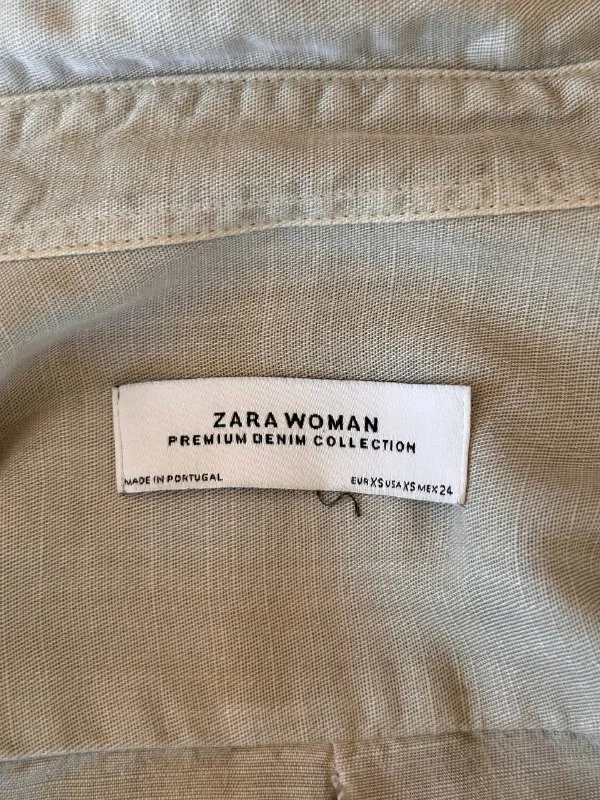 ZARA WOMAN
PREMIUM DENIM COLLECTION
MADE IN PORTUGAL
EUR XS USA XS MEX 24